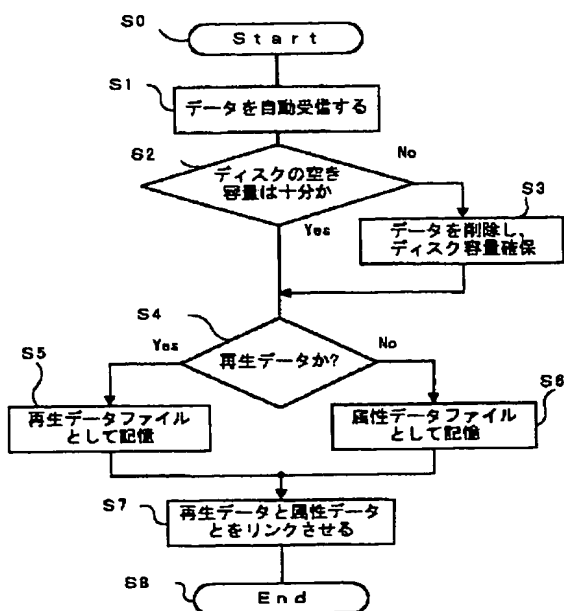 S0
Start
S1
データを自動受信する
S2
ディスクの空き
容量は十分か
No
Yes
S3
データを削除し、
ディスク容量確保
S4
再生データか?
Yes
No
S5
再生データファイル
として記憶
S6
属性データファイル
として記憶
S7
再生データと属性データ
とをリンクさせる
S8
End